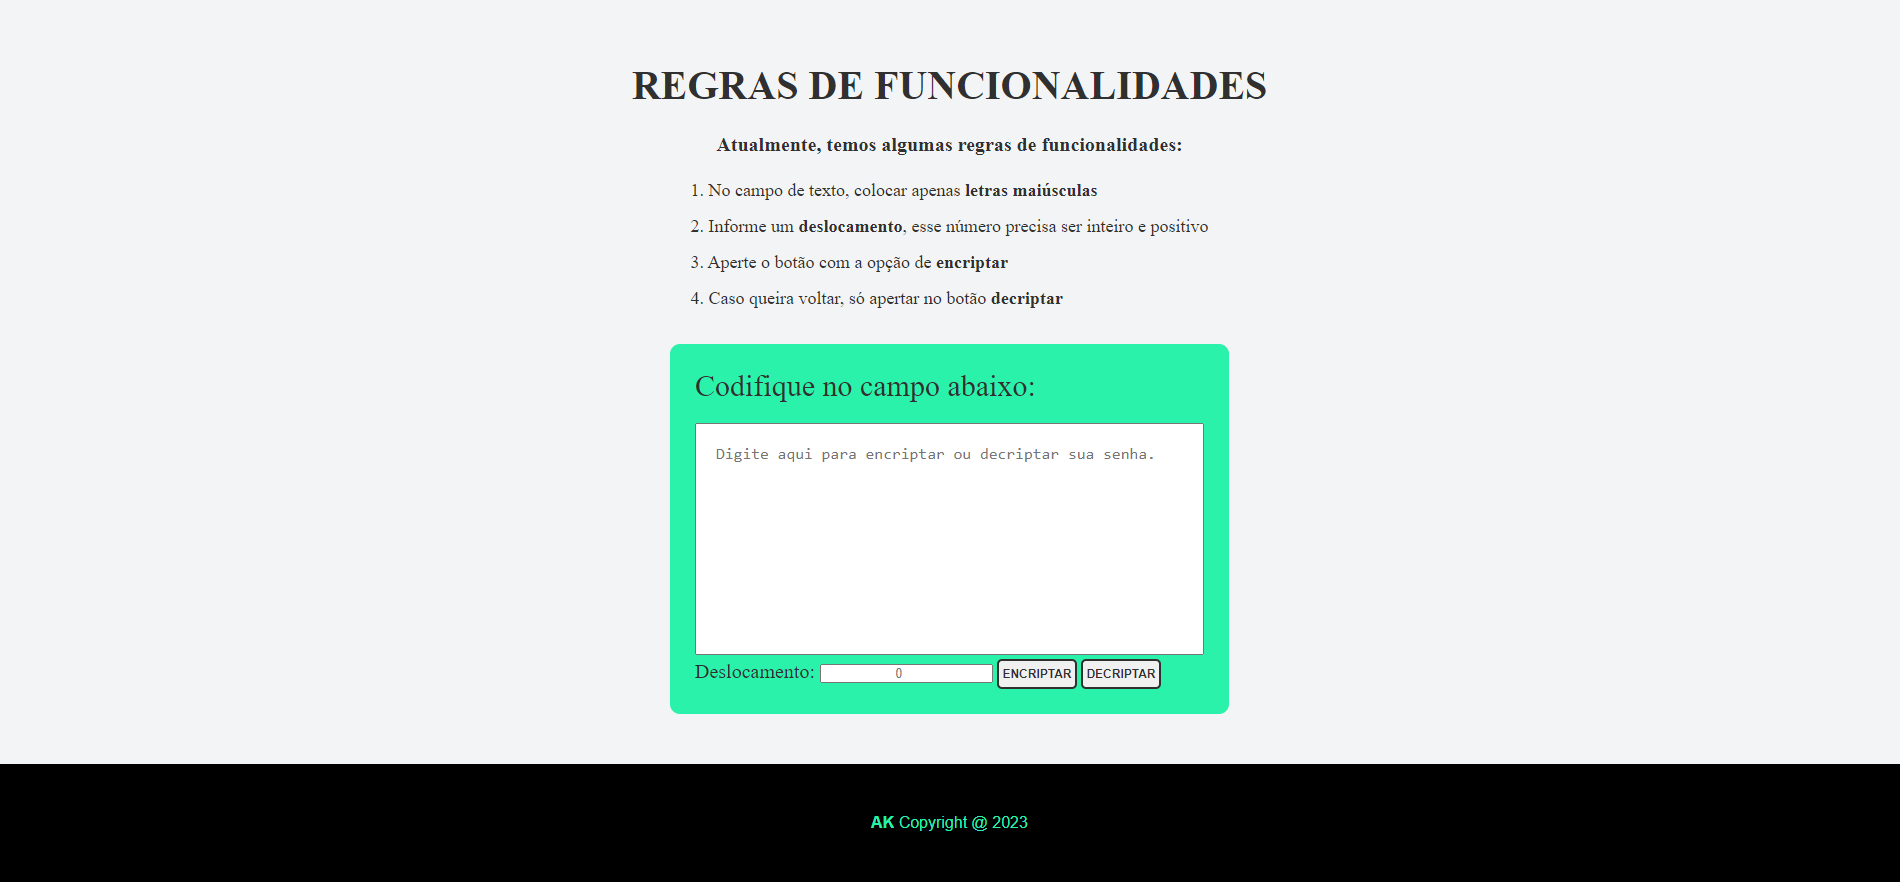 REGRAS DE FUNCIONALIDADES
Atualmente, temos algumas regras de funcionalidades:
1. No campo de texto, colocar apenas letras maiúsculas
2. Informe um deslocamento, esse número precisa ser inteiro e positivo
3. Aperte o botão com a opção de encriptar
4. Caso queira voltar, só apertar no botão decriptar
Codifique no campo abaixo:
Digite aqui para encriptar ou decriptar sua senha.
Deslocamento: 0 ENCRIPTAR DECRIPTAR
AK Copyright @ 2023